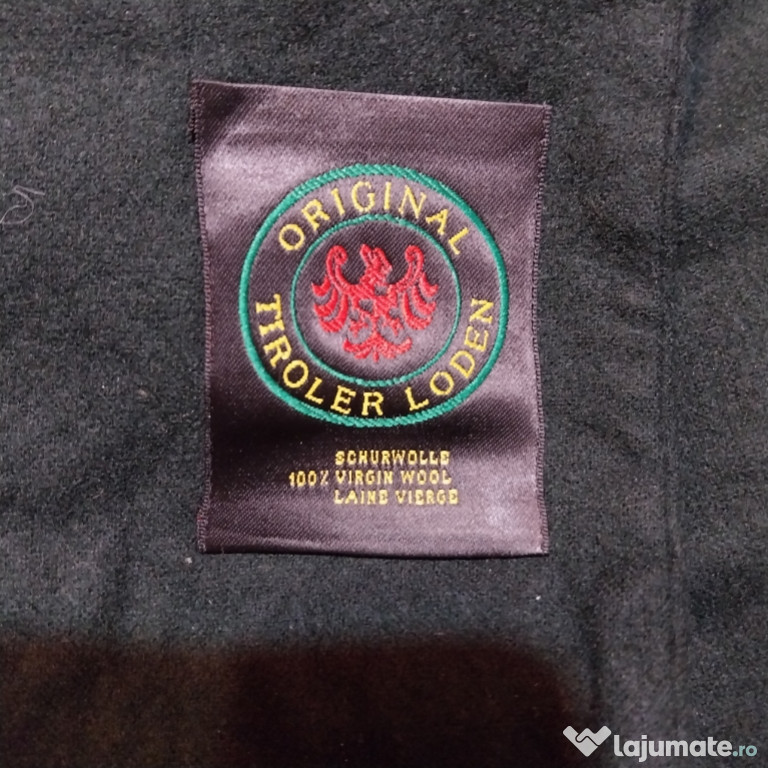 ORIGINAL
TIROLER LODEN
SCHURWOLLE
100% VIRGIN WOOL
LAINE VIERGE
lajumate.ro